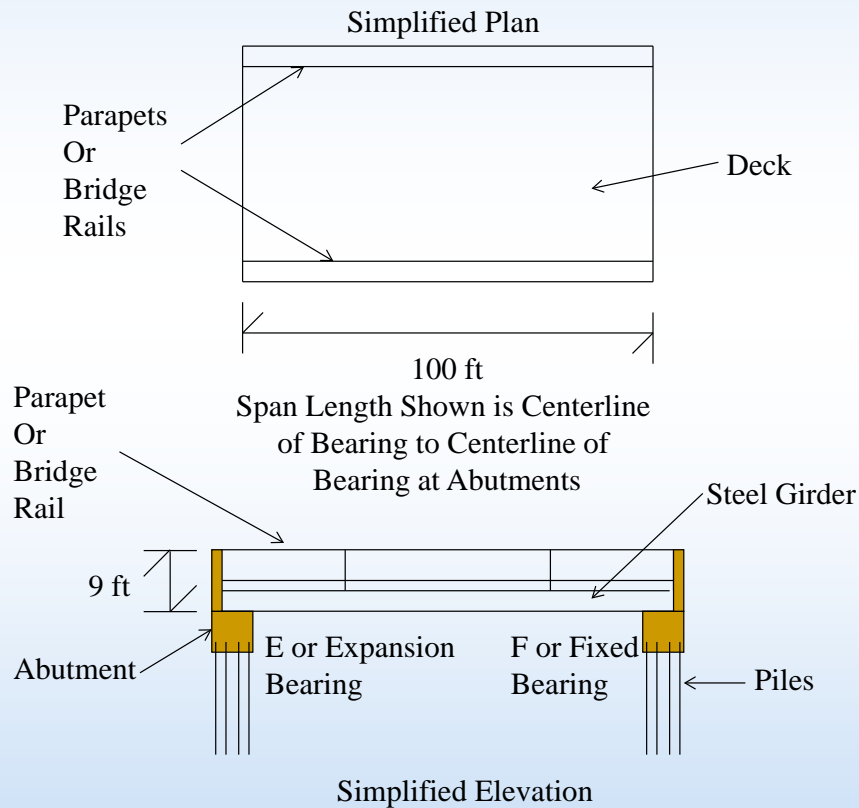 Simplified Plan
Parapets
Or
Bridge
Rails
Deck
100 ft
Span Length Shown is Centerline
of Bearing to Centerline of
Bearing at Abutments
Parapet
Or
Bridge
Rail
Steel Girder
9 ft
Abutment
E or Expansion
Bearing
F or Fixed
Bearing
Piles
Simplified Elevation